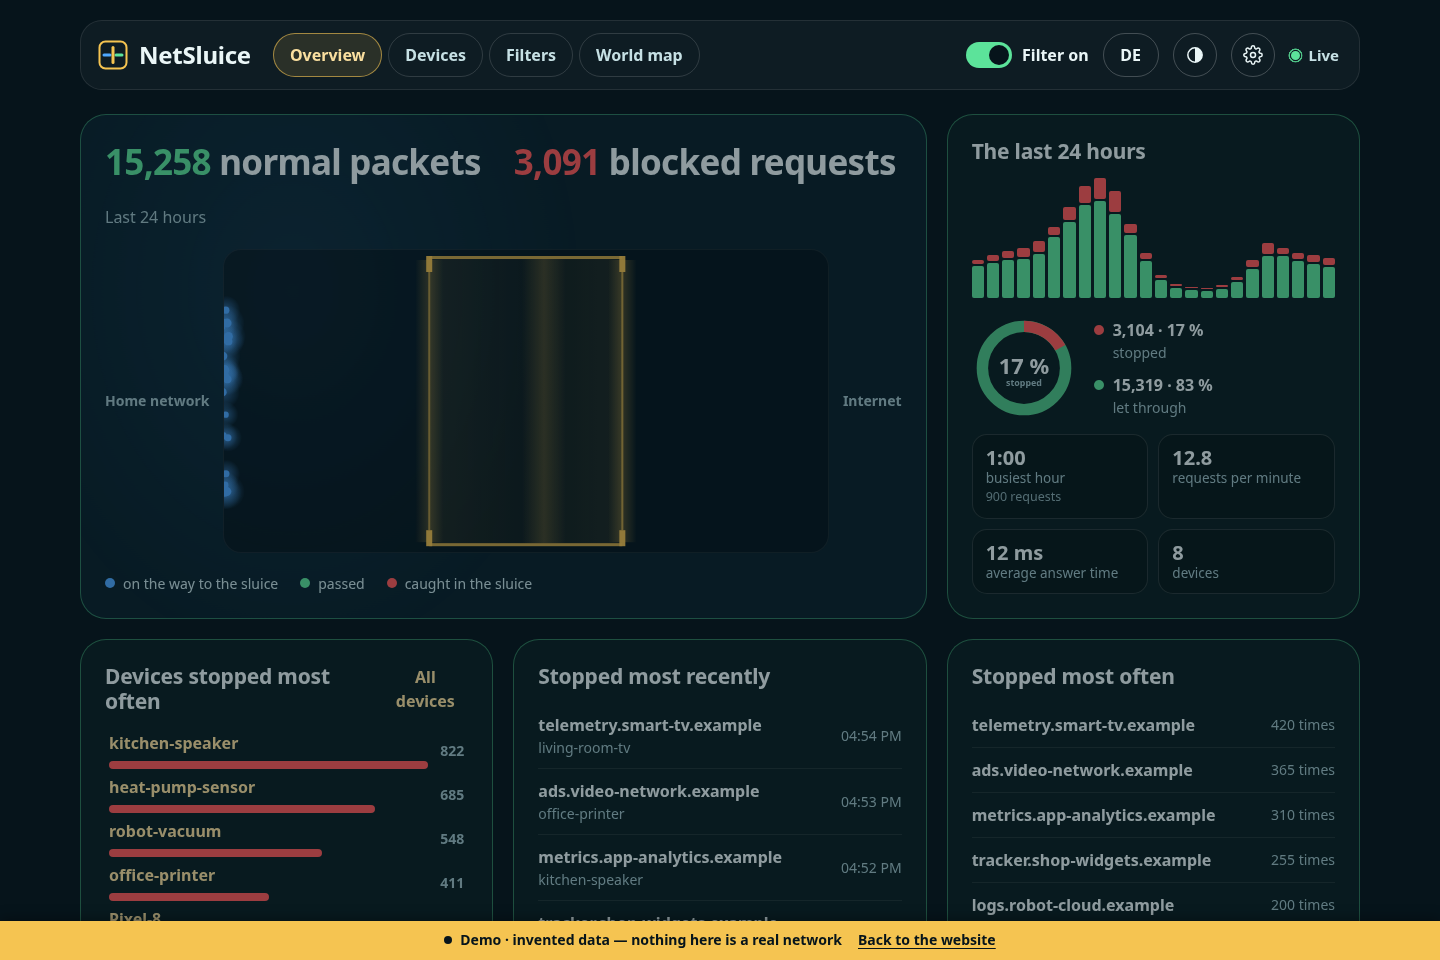 NetSluice
Overview
Devices
Filters
World map
Filter on
DE
Live
15,258 normal packets 3,091 blocked requests
Last 24 hours
Home network
Internet
on the way to the sluice
passed
caught in the sluice
The last 24 hours
17 %
stopped
3,104 · 17 %
stopped
15,319 · 83 %
let through
1:00
busiest hour
900 requests
12.8
requests per minute
12 ms
average answer time
8
devices
Devices stopped most
often
All
devices
kitchen-speaker 822
heat-pump-sensor 685
robot-vacuum 548
office-printer 411
Pixel-8
Stopped most recently
telemetry.smart-tv.example
living-room-tv
04:54 PM
ads.video-network.example
office-printer
04:53 PM
metrics.app-analytics.example
kitchen-speaker
04:52 PM
tracker.shop-widgets.example
Stopped most often
telemetry.smart-tv.example 420 times
ads.video-network.example 365 times
metrics.app-analytics.example 310 times
tracker.shop-widgets.example 255 times
logs.robot-cloud.example 200 times
Demo · invented data — nothing here is a real network Back to the website